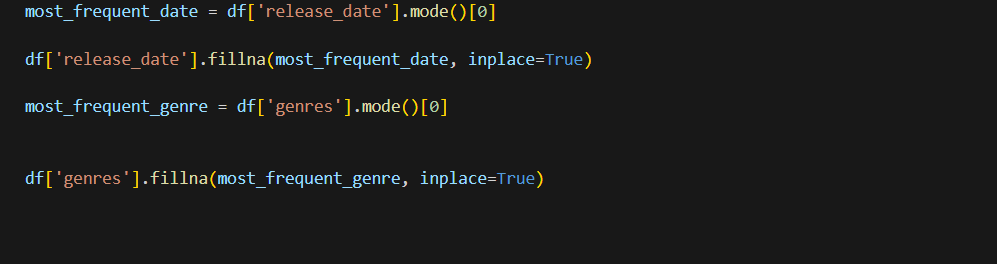 most_frequent_date = df['release_date'].mode()[0]
df['release_date'].fillna(most_frequent_date, inplace=True)
most_frequent_genre = df['genres'].mode()[0]
df['genres'].fillna(most_frequent_genre, inplace=True)